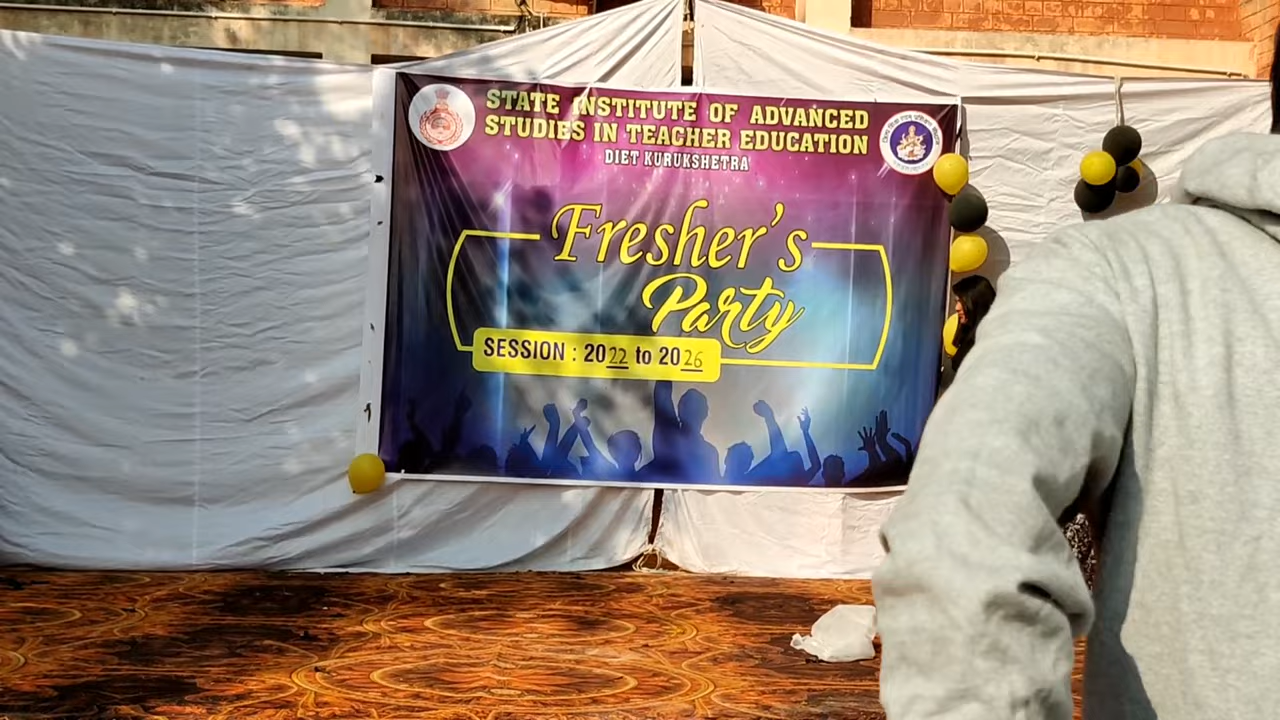 STATE INSTITUTE OF ADVANCED
STUDIES IN TEACHER EDUCATION
DIET KURUKSHETRA
Fresher's
Party
SESSION : 2022 to 2026